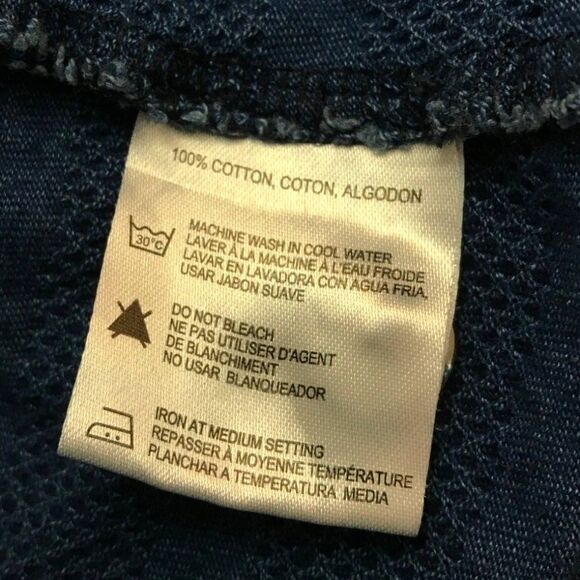 100% COTTON, COTON, ALGODON
30°C
MACHINE WASH IN COOL WATER
LAVER À LA MACHINE À L'EAU FROIDE
LAVAR EN LAVADORA CON AGUA FRIA,
USAR JABON SUAVE
DO NOT BLEACH
NE PAS UTILISER D'AGENT
DE BLANCHIMENT
NO USAR BLANQUEADOR
IRON AT MEDIUM SETTING
REPASSER À MOYENNE TEMPÉRATURE
PLANCHAR A TEMPERATURA MEDIA